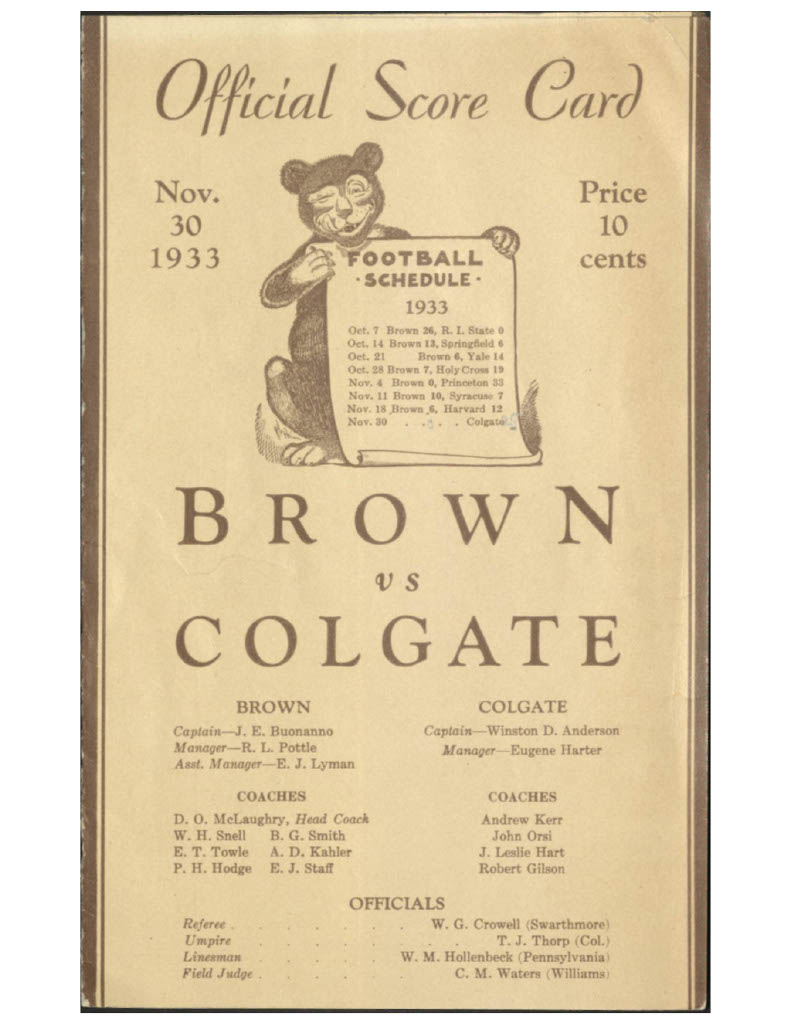 Official Score Card
Nov.
30
1933
Price
10
cents
FOOTBALL
· SCHEDULE ·
1933
Oct. 7 Brown 26, R. I. State 0
Oct. 14 Brown 13, Springfield 6
Oct. 21 Brown 6, Yale 14
Oct. 28 Brown 7, Holy Cross 19
Nov. 4 Brown 0, Princeton 33
Nov. 11 Brown 10, Syracuse 7
Nov. 18 Brown 6, Harvard 12
Nov. 30 . . . . . Colgate
BROWN
vs
COLGATE
BROWN
Captain—J. E. Buonanno
Manager—R. L. Pottle
Asst. Manager—E. J. Lyman
COACHES
D. O. McLaughry, Head Coach
W. H. Snell B. G. Smith
E. T. Towle A. D. Kahler
P. H. Hodge E. J. Staff
COLGATE
Captain—Winston D. Anderson
Manager—Eugene Harter
COACHES
Andrew Kerr
John Orsi
J. Leslie Hart
Robert Gilson
OFFICIALS
Referee . . . . . . W. G. Crowell (Swarthmore)
Umpire . . . . . . T. J. Thorp (Col.)
Linesman . . . . W. M. Hollenbeck (Pennsylvania)
Field Judge . . . . . C. M. Waters (Williams)